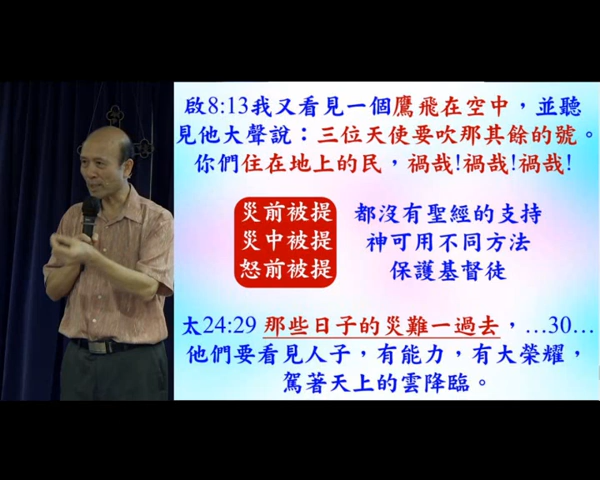 啟8:13我又看見一個鷹飛在空中，並聽
見他大聲說：三位天使要吹那其餘的號。
你們住在地上的民，禍哉!禍哉!禍哉!
災前被提 都沒有聖經的支持
災中被提 神可用不同方法
怒前被提 保護基督徒
太24:29 那些日子的災難一過去，…30…
他們要看見人子，有能力，有大榮耀，
駕著天上的雲降臨。